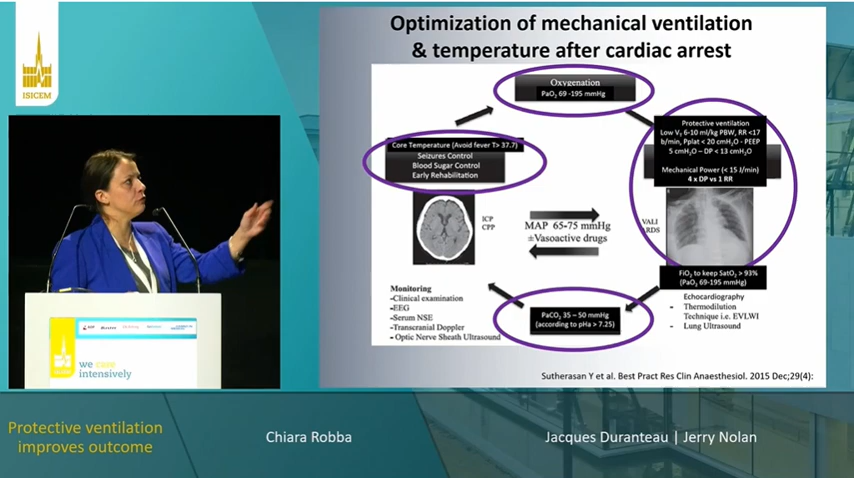 ISICEM
Optimization of mechanical ventilation
& temperature after cardiac arrest
Oxygenation
PaO₂ 69 -195 mmHg
Protective ventilation
Low VT 6-10 ml/kg PBW, RR <17
b/min, Pplat < 20 cmH₂O - PEEP
5 cmH₂O – DP < 13 cmH₂O
Mechanical Power (< 15 J/min)
4 x DP vs 1 RR
Core Temperature (Avoid fever T> 37.7)
Seizures Control
Blood Sugar Control
Early Rehabilitation
ICP
CPP
MAP 65-75 mmHg
±Vasoactive drugs
VALI
ARDS
FiO₂ to keep SatO₂ > 93%
(PaO₂ 69-195 mmHg)
Monitoring
-Clinical examination
-EEG
-Serum NSE
-Transcranial Doppler
- Optic Nerve Sheath Ultrasound
PaCO₂ 35 – 50 mmHg
(according to pHa > 7.25)
Echocardiography
- Thermodilution
Technique i.e. EVLWI
- Lung Ultrasound
Sutherasan Y et al. Best Pract Res Clin Anaesthesiol. 2015 Dec;29(4):
we care
intensively
Protective ventilation
improves outcome
Chiara Robba
Jacques Duranteau | Jerry Nolan